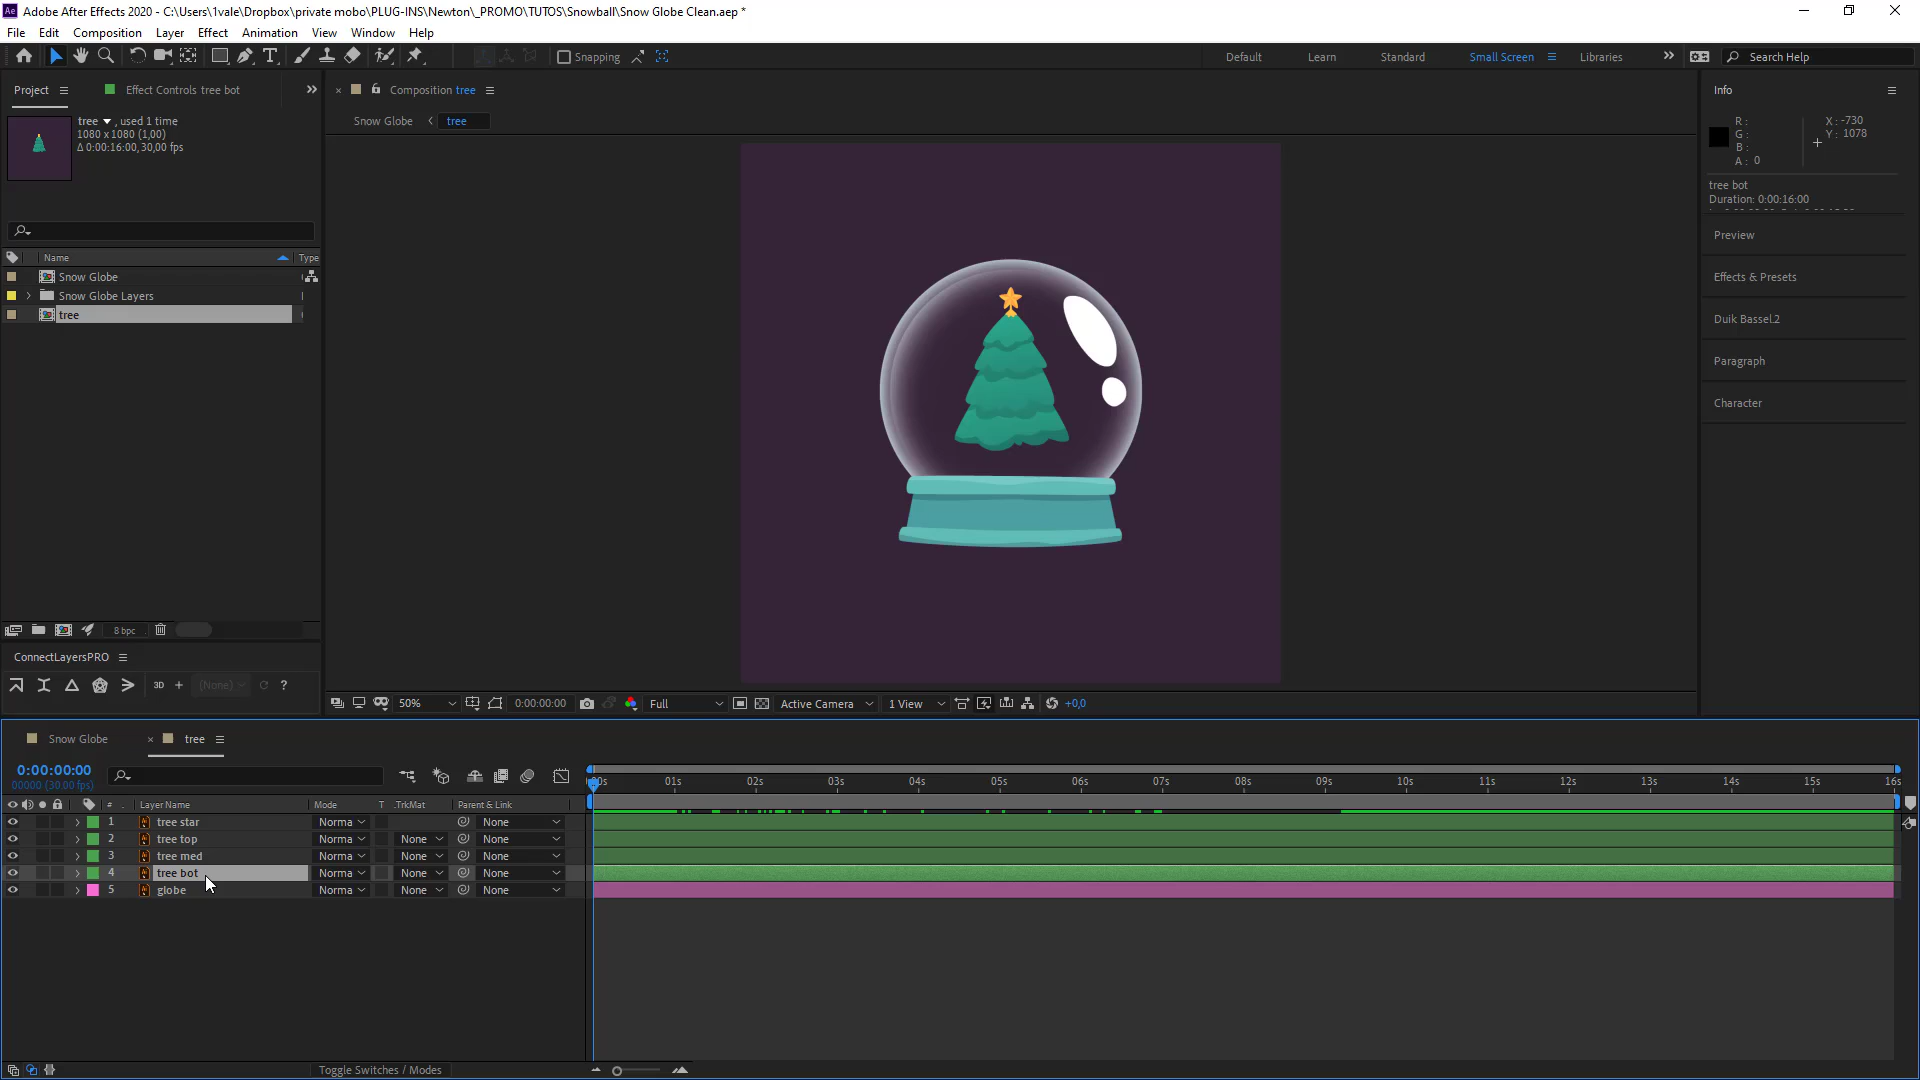 Adobe After Effects 2020 - C:\Users\1vale\Dropbox\private mobo\PLUG-INS\Newton\_PROMO\TUTOS\Snowball\Snow Globe Clean.aep *
File Edit Composition Layer Effect Animation View Window Help
Snapping Default Learn Standard Small Screen Libraries Search Help
Project Effect Controls tree bot Composition tree Info
tree , used 1 time
1080 x 1080 (1,00)
Δ 0:00:16:00, 30,00 fps
Snow Globe tree
R :
G :
B :
A : 0
X : -730
Y : 1078
tree bot
Duration: 0:00:16:00
Preview
Effects & Presets
Duik Bassel.2
Paragraph
Character
Name Type
Snow Globe
Snow Globe Layers
tree
8 bpc
ConnectLayersPRO
3D + (None) ?
50% 0:00:00:00 Full Active Camera 1 View +0,0
Snow Globe tree
0:00:00:00
00000 (30.00 fps)
01s 02s 03s 04s 05s 06s 07s 08s 09s 10s 11s 12s 13s 14s 15s 16s
# Layer Name Mode T .TrkMat Parent & Link
1 tree star Norma None
2 tree top Norma None None
3 tree med Norma None None
4 tree bot Norma None None
5 globe Norma None None
Toggle Switches / Modes